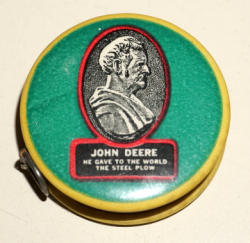 JOHN DEERE
HE GAVE TO THE WORLD
THE STEEL PLOW